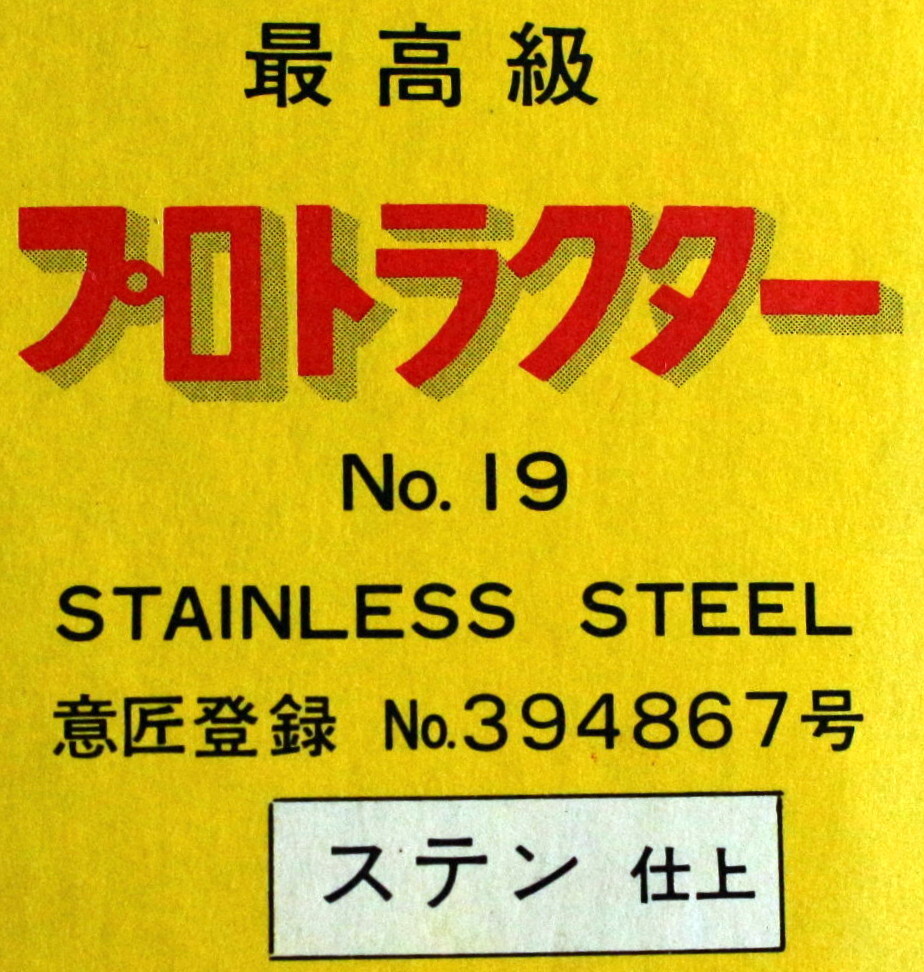 最高級
プロトラクター
No. 19
STAINLESS STEEL
意匠登録 No.394867号
ステン 仕上